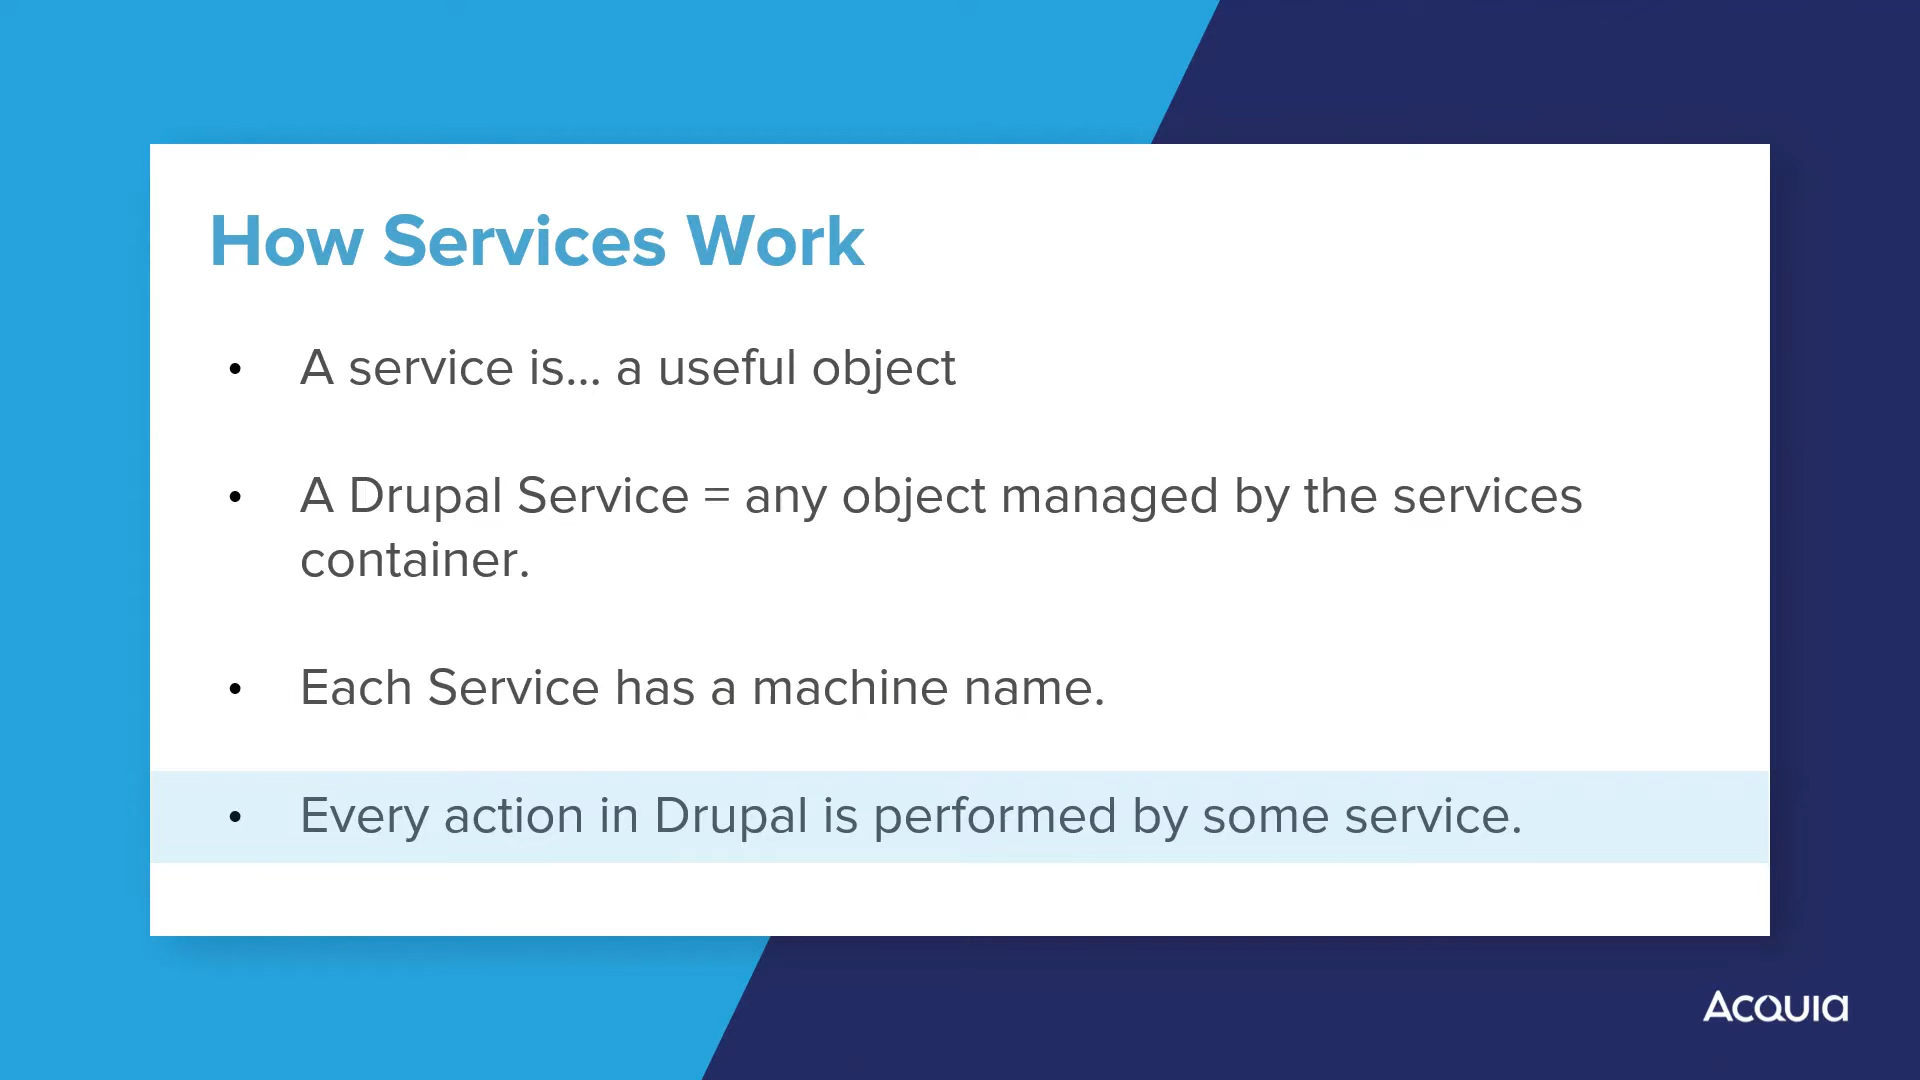 How Services Work
• A service is... a useful object
• A Drupal Service = any object managed by the services
container.
• Each Service has a machine name.
• Every action in Drupal is performed by some service.
Acquia